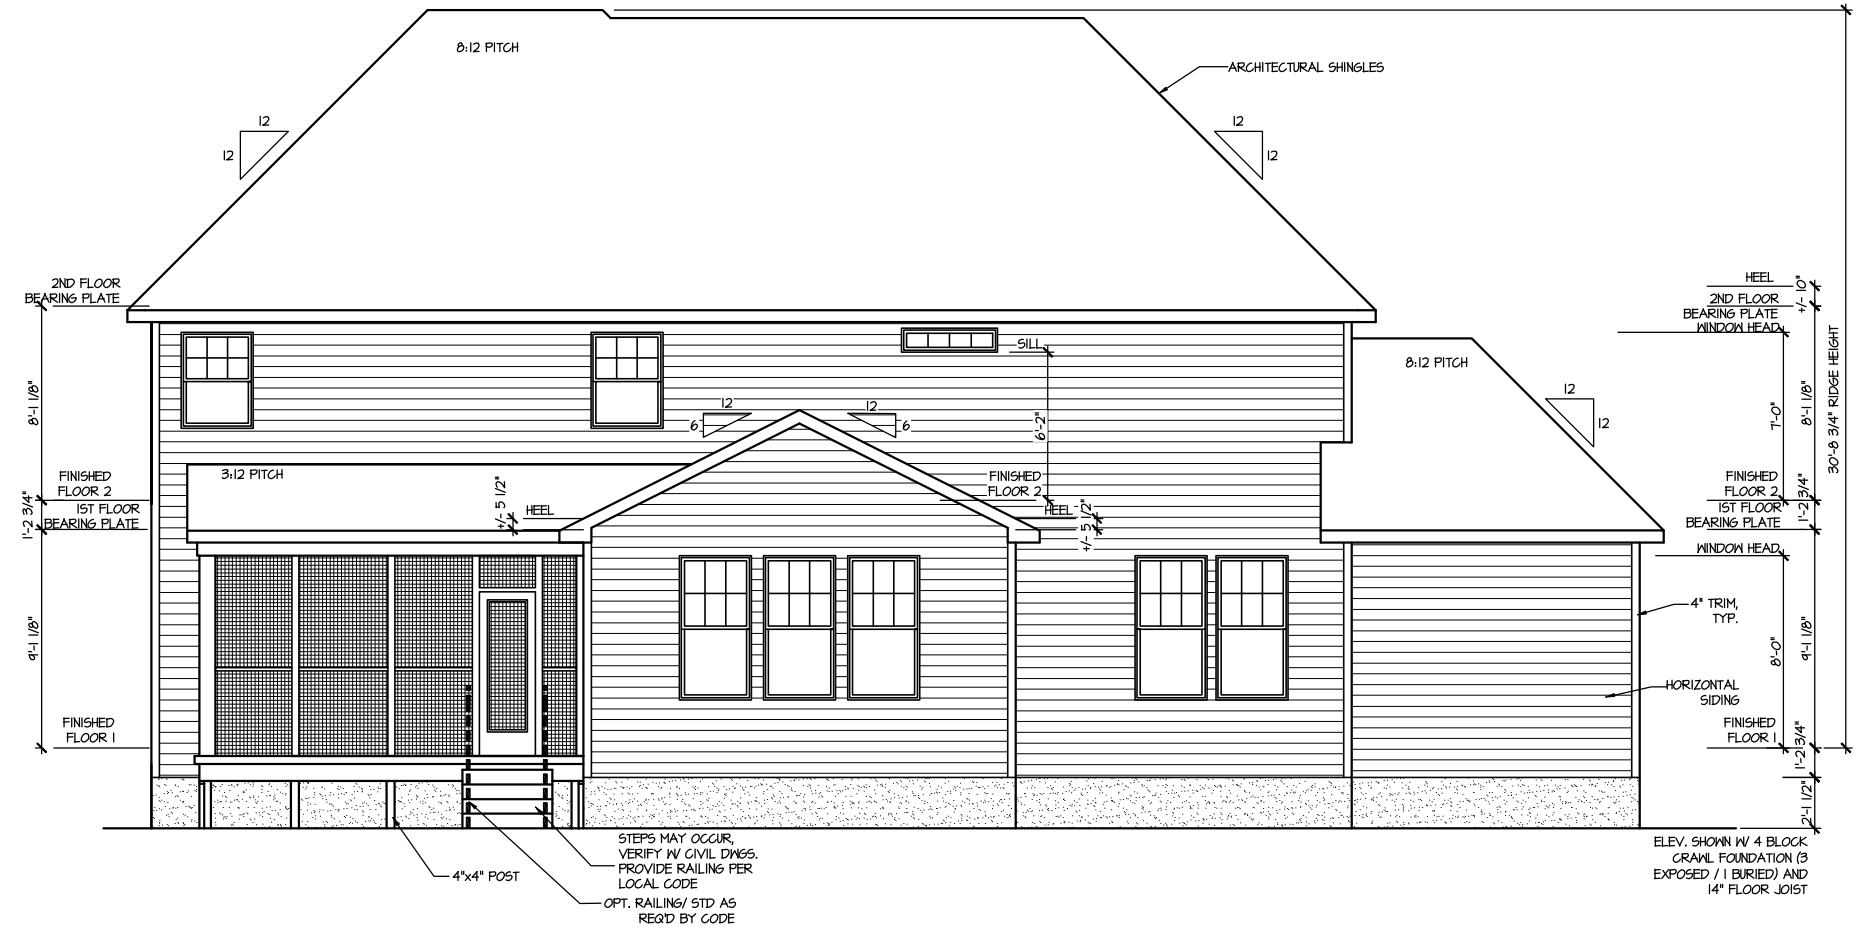 8:12 PITCH
ARCHITECTURAL SHINGLES
12
12
12
12
2ND FLOOR
BEARING PLATE
8'-1 1/8"
FINISHED
FLOOR 2
1'-2 3/4"
1ST FLOOR
BEARING PLATE
9'-1 1/8"
FINISHED
FLOOR 1
3:12 PITCH
+/- 5 1/2"
HEEL
12
6
12
6
SILL
6'-2"
FINISHED
FLOOR 2
HEEL
+/- 5 1/2"
8:12 PITCH
12
12
HEEL
+/- 10"
2ND FLOOR
BEARING PLATE
WINDOW HEAD
7'-0"
8'-1 1/8"
30'-8 3/4" RIDGE HEIGHT
FINISHED
FLOOR 2
1'-2 3/4"
1ST FLOOR
BEARING PLATE
WINDOW HEAD
4" TRIM,
TYP.
8'-0"
9'-1 1/8"
HORIZONTAL
SIDING
FINISHED
FLOOR 1
1'-2 3/4"
2'-1 1/2"
ELEV. SHOWN W/ 4 BLOCK
CRAWL FOUNDATION (3
EXPOSED / 1 BURIED) AND
14" FLOOR JOIST
STEPS MAY OCCUR,
VERIFY W/ CIVIL DWGS.
PROVIDE RAILING PER
LOCAL CODE
4"x4" POST
OPT. RAILING/ STD AS
REQ'D BY CODE